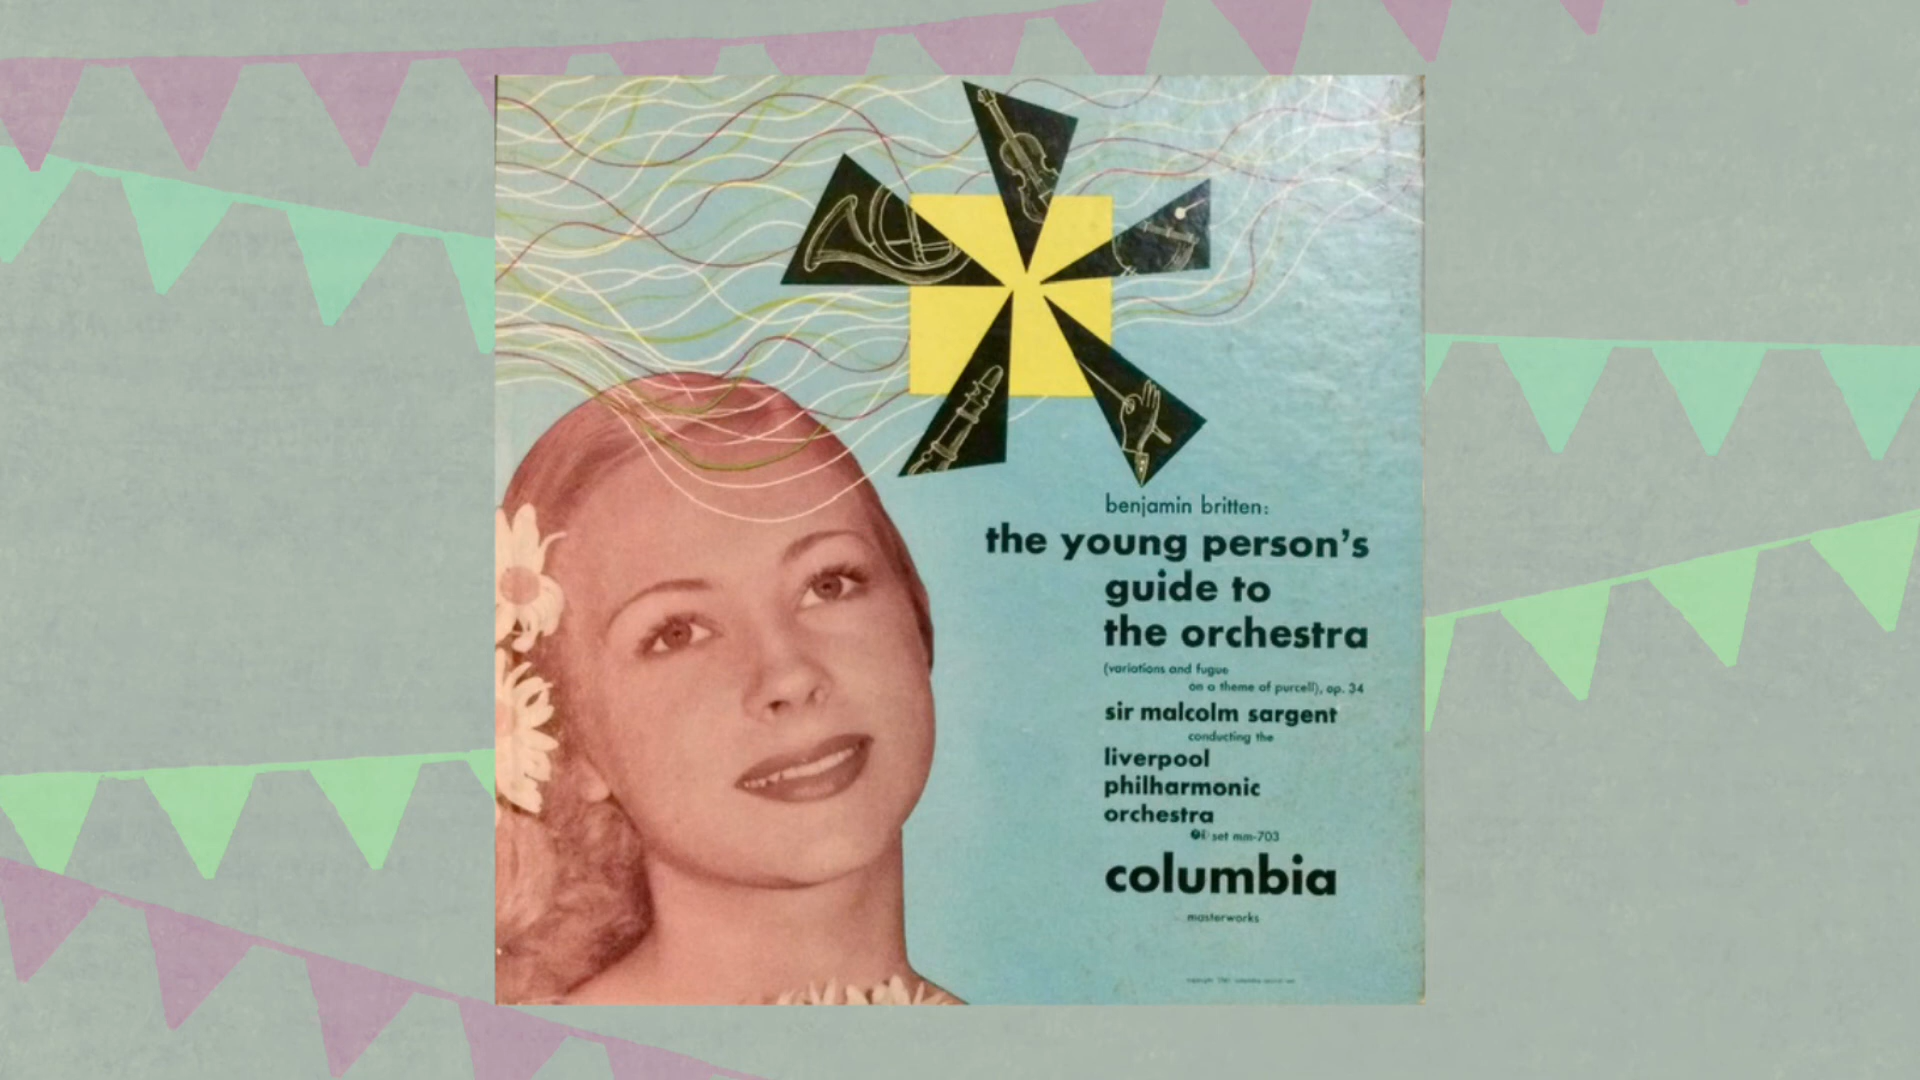 benjamin britten:
the young person's
guide to
the orchestra
(variations and fugue
on a theme of purcell), op. 34
sir malcolm sargent
conducting the
liverpool
philharmonic
orchestra
set mm-703
columbia
masterworks